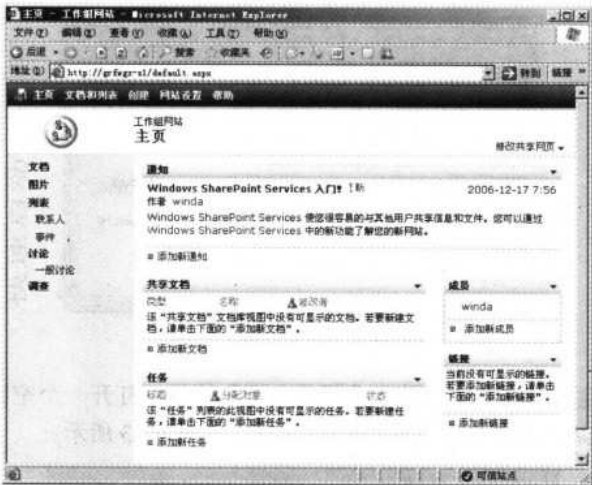 主页 - 工作组网站 - Microsoft Internet Explorer
文件(F) 编辑(E) 查看(V) 收藏(A) 工具(T) 帮助(H)
后退 搜索 收藏夹
地址(D) http://grfwgr-sl/default.aspx 转到 链接 »
主页 文档和列表 创建 网站设置 帮助
工作组网站
主页
修改共享网页
文档
图片
列表
联系人
事件
讨论
一般讨论
调查
通知
Windows SharePoint Services 入门! !新 2006-12-17 7:56
作者 winda
Windows SharePoint Services 使您很容易的与其他用户共享信息和文件。您可以通过
Windows SharePoint Services 中的新功能了解您的新网站。
添加新通知
共享文档
类型 名称 修改者
该“共享文档”文档库视图中没有可显示的文档。若要新建文
档,请单击下面的“添加新文档”。
添加新文档
任务
标题 分配对象 状态
该“任务”列表的此视图中没有可显示的任务。若要新建任
务,请单击下面的“添加新任务”。
添加新任务
成员
winda
添加新成员
链接
当前没有可显示的链接。
若要添加新链接,请单击
下面的“添加新链接”。
添加新链接
可信站点